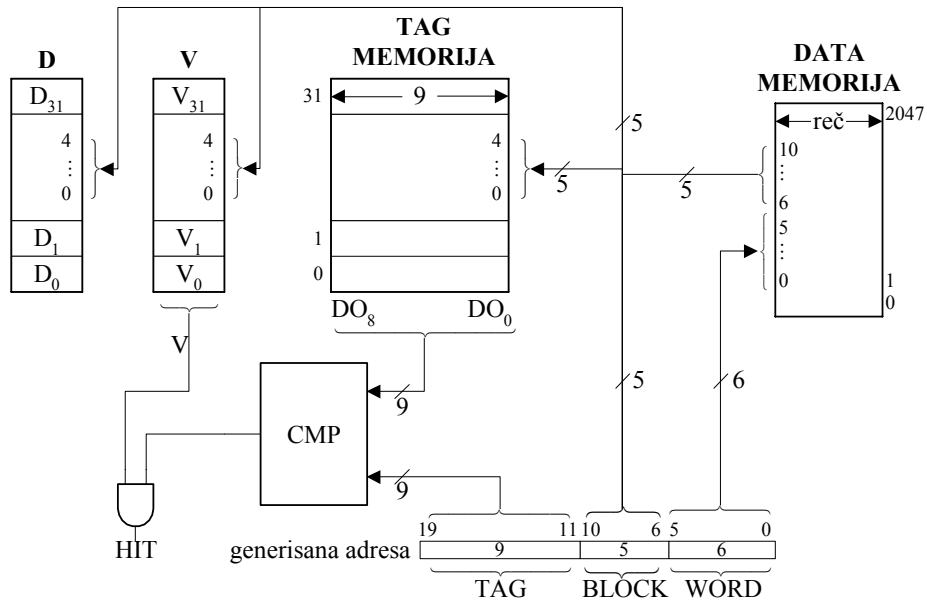 TAG
MEMORIJA
D
V
DATA
MEMORIJA
D31
V31
31
9
reč
2047
4
...
0
4
...
0
4
...
0
5
5
5
10
...
6
5
...
0
D1
V1
1
D0
V0
0
1
0
DO8
DO0
V
9
CMP
5
6
9
HIT
19
11
10
6
5
0
generisana adresa
9
5
6
TAG
BLOCK
WORD